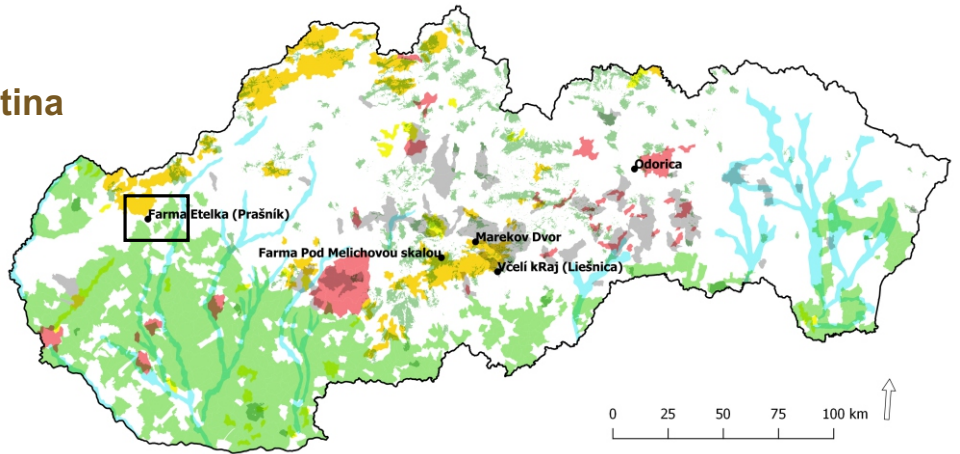 tina
Odorica
Farma Etelka (Prašník)
Marekov Dvor
Farma Pod Melichovou skalou
Včelí kRaj (Liešnica)
0 25 50 75 100 km